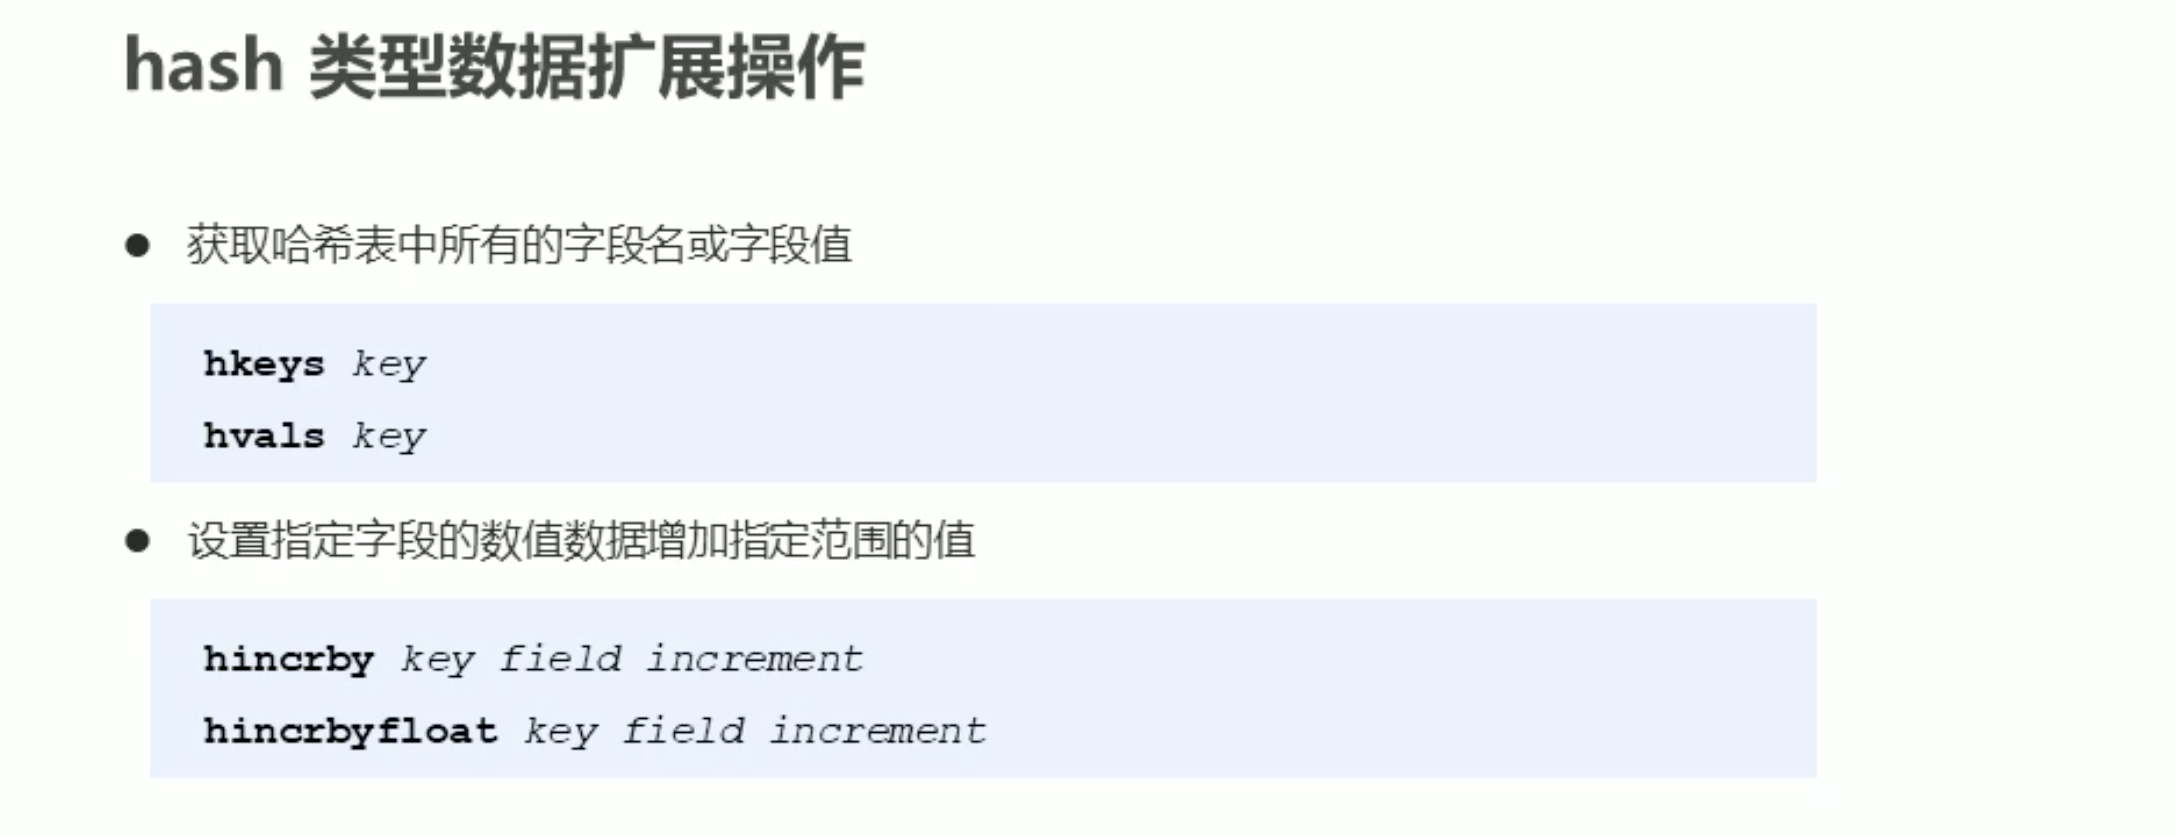 hash 类型数据扩展操作
● 获取哈希表中所有的字段名或字段值
hkeys key
hvals key
● 设置指定字段的数值数据增加指定范围的值
hincrby key field increment
hincrbyfloat key field increment